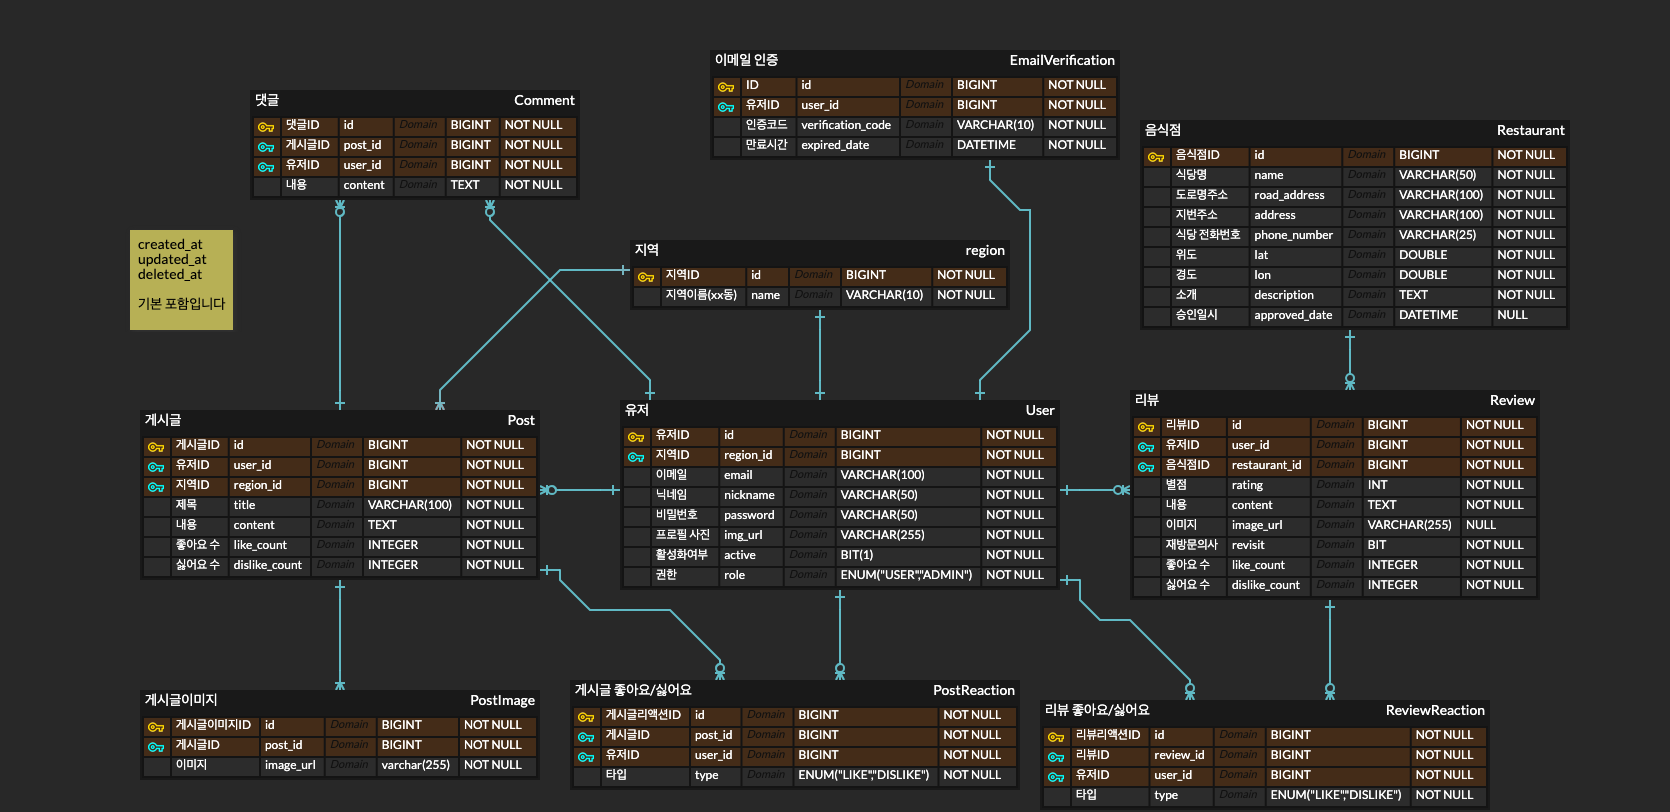 이메일 인증 EmailVerification
ID id Domain BIGINT NOT NULL
유저ID user_id Domain BIGINT NOT NULL
인증코드 verification_code Domain VARCHAR(10) NOT NULL
만료시간 expired_date Domain DATETIME NOT NULL
댓글 Comment
댓글ID id Domain BIGINT NOT NULL
게시글ID post_id Domain BIGINT NOT NULL
유저ID user_id Domain BIGINT NOT NULL
내용 content Domain TEXT NOT NULL
음식점 Restaurant
음식점ID id Domain BIGINT NOT NULL
식당명 name Domain VARCHAR(50) NOT NULL
도로명주소 road_address Domain VARCHAR(100) NOT NULL
지번주소 address Domain VARCHAR(100) NOT NULL
식당 전화번호 phone_number Domain VARCHAR(25) NOT NULL
위도 lat Domain DOUBLE NOT NULL
경도 lon Domain DOUBLE NOT NULL
소개 description Domain TEXT NOT NULL
승인일시 approved_date Domain DATETIME NULL
created_at
updated_at
deleted_at
기본 포함입니다
지역 region
지역ID id Domain BIGINT NOT NULL
지역이름(xx동) name Domain VARCHAR(10) NOT NULL
게시글 Post
게시글ID id Domain BIGINT NOT NULL
유저ID user_id Domain BIGINT NOT NULL
지역ID region_id Domain BIGINT NOT NULL
제목 title Domain VARCHAR(100) NOT NULL
내용 content Domain TEXT NOT NULL
좋아요 수 like_count Domain INTEGER NOT NULL
싫어요 수 dislike_count Domain INTEGER NOT NULL
유저 User
유저ID id Domain BIGINT NOT NULL
지역ID region_id Domain BIGINT NOT NULL
이메일 email Domain VARCHAR(100) NOT NULL
닉네임 nickname Domain VARCHAR(50) NOT NULL
비밀번호 password Domain VARCHAR(50) NOT NULL
프로필 사진 img_url Domain VARCHAR(255) NOT NULL
활성화여부 active Domain BIT(1) NOT NULL
권한 role Domain ENUM("USER","ADMIN") NOT NULL
리뷰 Review
리뷰ID id Domain BIGINT NOT NULL
유저ID user_id Domain BIGINT NOT NULL
음식점ID restaurant_id Domain BIGINT NOT NULL
별점 rating Domain INT NOT NULL
내용 content Domain TEXT NOT NULL
이미지 image_url Domain VARCHAR(255) NULL
재방문의사 revisit Domain BIT NOT NULL
좋아요 수 like_count Domain INTEGER NOT NULL
싫어요 수 dislike_count Domain INTEGER NOT NULL
게시글이미지 PostImage
게시글이미지ID id Domain BIGINT NOT NULL
게시글ID post_id Domain BIGINT NOT NULL
이미지 image_url Domain varchar(255) NOT NULL
게시글 좋아요/싫어요 PostReaction
게시글리액션ID id Domain BIGINT NOT NULL
게시글ID post_id Domain BIGINT NOT NULL
유저ID user_id Domain BIGINT NOT NULL
타입 type Domain ENUM("LIKE","DISLIKE") NOT NULL
리뷰 좋아요/싫어요 ReviewReaction
리뷰리액션ID id Domain BIGINT NOT NULL
리뷰ID review_id Domain BIGINT NOT NULL
유저ID user_id Domain BIGINT NOT NULL
타입 type Domain ENUM("LIKE","DISLIKE") NOT NULL